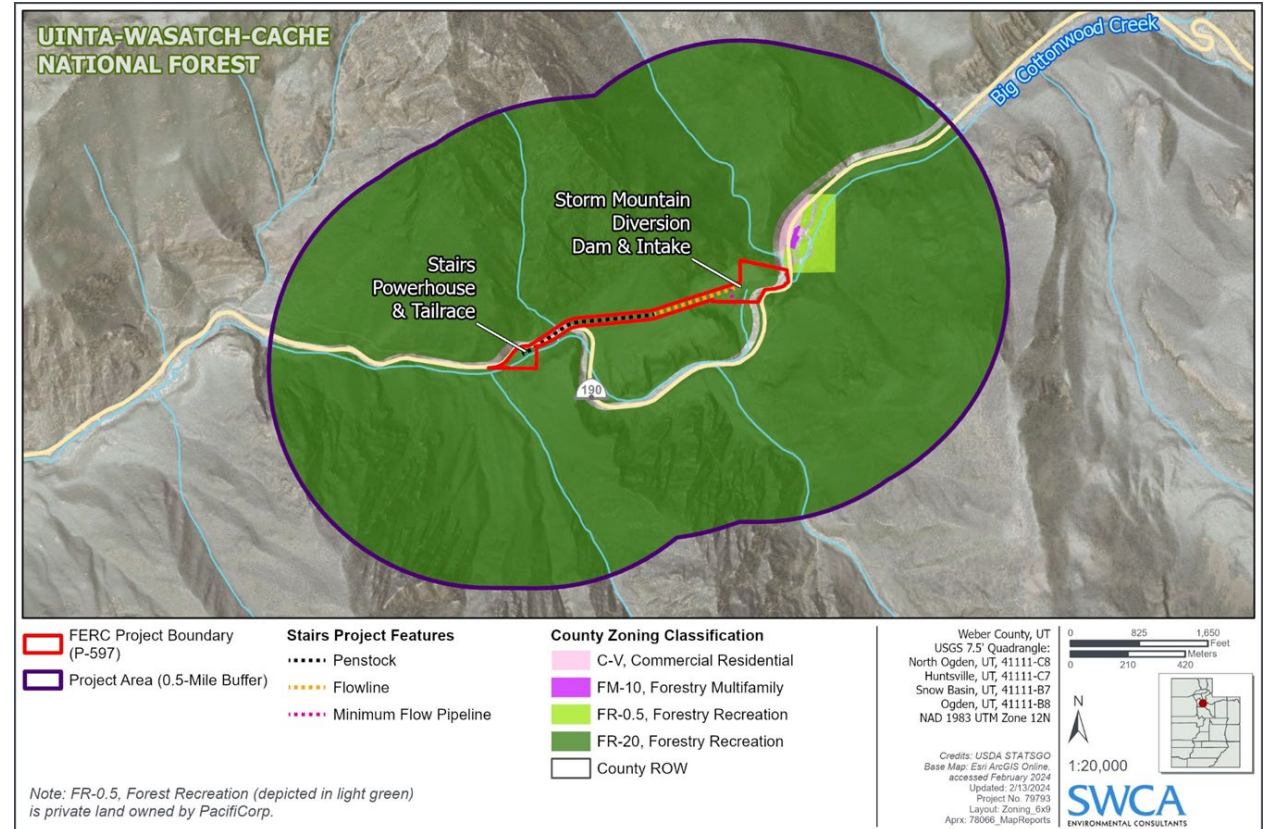 UINTA-WASATCH-CACHE
NATIONAL FOREST
Big Cottonwood Creek
Storm Mountain
Diversion
Dam & Intake
Stairs
Powerhouse
& Tailrace
190
FERC Project Boundary
(P-597)
Project Area (0.5-Mile Buffer)
Stairs Project Features
Penstock
Flowline
Minimum Flow Pipeline
County Zoning Classification
C-V, Commercial Residential
FM-10, Forestry Multifamily
FR-0.5, Forestry Recreation
FR-20, Forestry Recreation
County ROW
Note: FR-0.5, Forest Recreation (depicted in light green)
is private land owned by PacifiCorp.
Weber County, UT
USGS 7.5' Quadrangle:
North Ogden, UT, 41111-C8
Huntsville, UT, 41111-C7
Snow Basin, UT, 41111-B7
Ogden, UT, 41111-B8
NAD 1983 UTM Zone 12N
Credits: USDA STATSGO
Base Map: Esri ArcGIS Online,
accessed February 2024
Updated: 2/13/2024
Project No. 79793
Layout: Zoning_6x9
Aprx: 78066_MapReports
0 825 1,650
Feet
Meters
0 210 420
N
1:20,000
SWCA
ENVIRONMENTAL CONSULTANTS